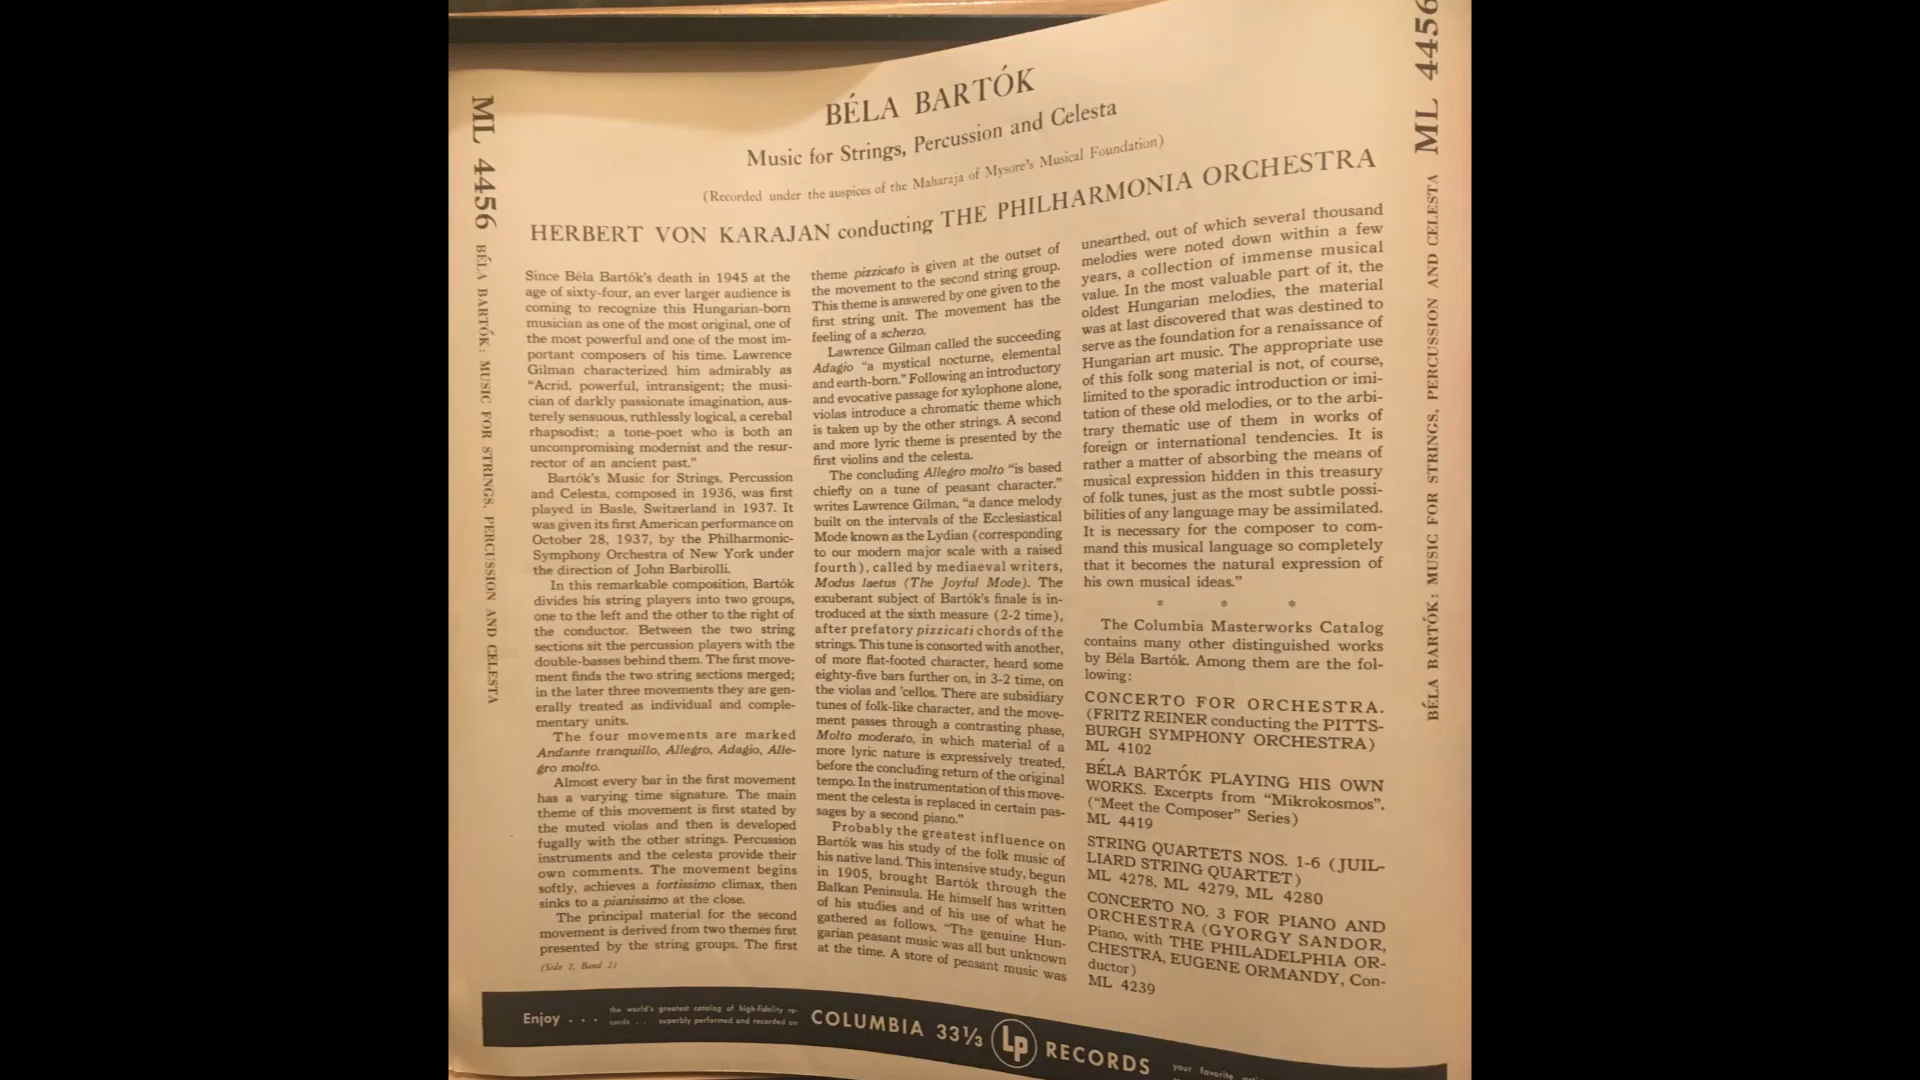 BÉLA BARTÓK
Music for Strings, Percussion and Celesta
(Recorded under the auspices of the Maharaja of Mysore's Musical Foundation)
HERBERT VON KARAJAN conducting THE PHILHARMONIA ORCHESTRA
ML 4456 BÉLA BARTÓK: MUSIC FOR STRINGS, PERCUSSION AND CELESTA
Since Béla Bartók's death in 1945 at the
age of sixty-four, an ever larger audience is
coming to recognize this Hungarian-born
musician as one of the most original, one of
the most powerful and one of the most im-
portant composers of his time. Lawrence
Gilman characterized him admirably as
"Acrid, powerful, intransigent; the musi-
cian of darkly passionate imagination, aus-
terely sensuous, ruthlessly logical, a cerebral
rhapsodist; a tone-poet who is both an
uncompromising modernist and the resur-
rector of an ancient past."
Bartók's Music for Strings, Percussion
and Celesta, composed in 1936, was first
played in Basle, Switzerland in 1937. It
was given its first American performance on
October 28, 1937, by the Philharmonic-
Symphony Orchestra of New York under
the direction of John Barbirolli.
In this remarkable composition, Bartók
divides his string players into two groups,
one to the left and the other to the right of
the conductor. Between the two string
sections sit the percussion players with the
double-basses behind them. The first move-
ment finds the two string sections merged;
in the later three movements they are gen-
erally treated as individual and comple-
mentary units.
The four movements are marked
Andante tranquillo, Allegro, Adagio, Alle-
gro molto.
Almost every bar in the first movement
has a varying time signature. The main
theme of this movement is first stated by
the muted violas and then is developed
fugally with the other strings. Percussion
instruments and the celesta provide their
own comments. The movement begins
softly, achieves a fortissimo climax, then
sinks to a pianissimo at the close.
The principal material for the second
movement is derived from two themes first
presented by the string groups. The first
(Side 2, Band 2)
theme pizzicato is given at the outset of
the movement to the second string group.
This theme is answered by one given to the
first string unit. The movement has the
feeling of a scherzo.
Lawrence Gilman called the succeeding
Adagio "a mystical nocturne, elemental
and earth-born." Following an introductory
and evocative passage for xylophone alone,
violas introduce a chromatic theme which
is taken up by the other strings. A second
and more lyric theme is presented by the
first violins and the celesta.
The concluding Allegro molto "is based
chiefly on a tune of peasant character."
writes Lawrence Gilman, "a dance melody
built on the intervals of the Ecclesiastical
Mode known as the Lydian (corresponding
to our modern major scale with a raised
fourth), called by mediaeval writers,
Modus laetus (The Joyful Mode). The
exuberant subject of Bartók's finale is in-
troduced at the sixth measure (2-2 time),
after prefatory pizzicati chords of the
strings. This tune is consorted with another,
of more flat-footed character, heard some
eighty-five bars further on, in 3-2 time, on
the violas and 'cellos. There are subsidiary
tunes of folk-like character, and the move-
ment passes through a contrasting phase,
Molto moderato, in which material of a
more lyric nature is expressively treated,
before the concluding return of the original
tempo. In the instrumentation of this move-
ment the celesta is replaced in certain pas-
sages by a second piano."
Probably the greatest influence on
Bartók was his study of the folk music of
his native land. This intensive study, begun
in 1905, brought Bartók through the
Balkan Peninsula. He himself has written
of his studies and of his use of what he
gathered as follows, "The genuine Hun-
garian peasant music was all but unknown
at the time. A store of peasant music was
unearthed, out of which several thousand
melodies were noted down within a few
years, a collection of immense musical
value. In the most valuable part of it, the
oldest Hungarian melodies, the material
was at last discovered that was destined to
serve as the foundation for a renaissance of
Hungarian art music. The appropriate use
of this folk song material is not, of course,
limited to the sporadic introduction or imi-
tation of these old melodies, or to the arbi-
trary thematic use of them in works of
foreign or international tendencies. It is
rather a matter of absorbing the means of
musical expression hidden in this treasury
of folk tunes, just as the most subtle possi-
bilities of any language may be assimilated.
It is necessary for the composer to com-
mand this musical language so completely
that it becomes the natural expression of
his own musical ideas."
* * *
The Columbia Masterworks Catalog
contains many other distinguished works
by Béla Bartók. Among them are the fol-
lowing:
CONCERTO FOR ORCHESTRA.
(FRITZ REINER conducting the PITTS-
BURGH SYMPHONY ORCHESTRA)
ML 4102
BÉLA BARTÓK PLAYING HIS OWN
WORKS. Excerpts from "Mikrokosmos".
("Meet the Composer" Series)
ML 4419
STRING QUARTETS NOS. 1-6 (JUIL-
LIARD STRING QUARTET)
ML 4278, ML 4279, ML 4280
CONCERTO NO. 3 FOR PIANO AND
ORCHESTRA (GYORGY SANDOR,
Piano, with THE PHILADELPHIA OR-
CHESTRA, EUGENE ORMANDY, Con-
ductor)
ML 4239
BÉLA BARTÓK: MUSIC FOR STRINGS, PERCUSSION AND CELESTA ML 4456
Enjoy . . . the world's greatest catalog of high-fidelity re-
cords . . . superbly performed and recorded on
COLUMBIA 33⅓ Lp RECORDS
your favorite